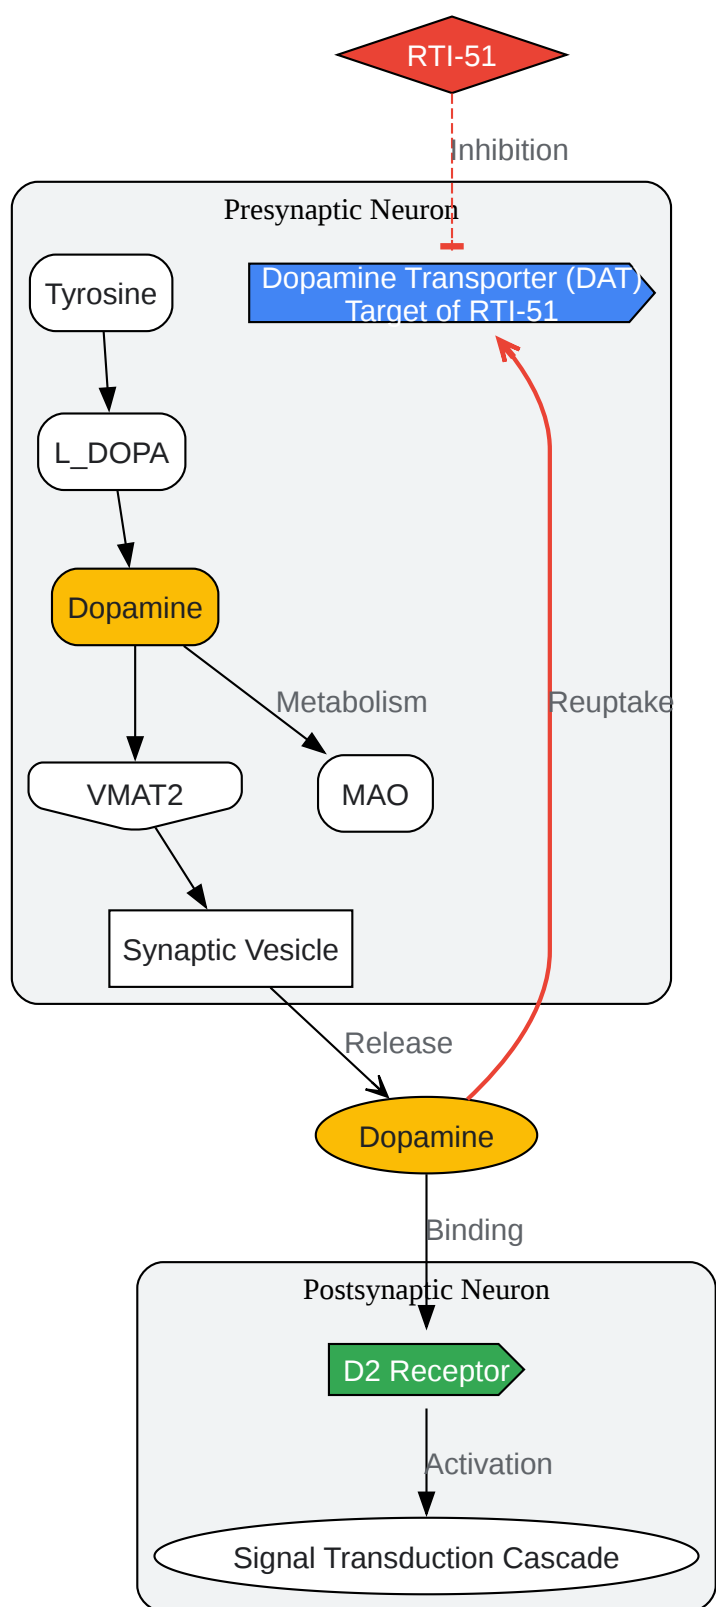 RTI-51
Inhibition
Presynaptic Neuron
Tyrosine
Dopamine Transporter (DAT)
Target of RTI-51
L_DOPA
Dopamine
Metabolism
Reuptake
VMAT2
MAO
Synaptic Vesicle
Release
Dopamine
Binding
Postsynaptic Neuron
D2 Receptor
Activation
Signal Transduction Cascade